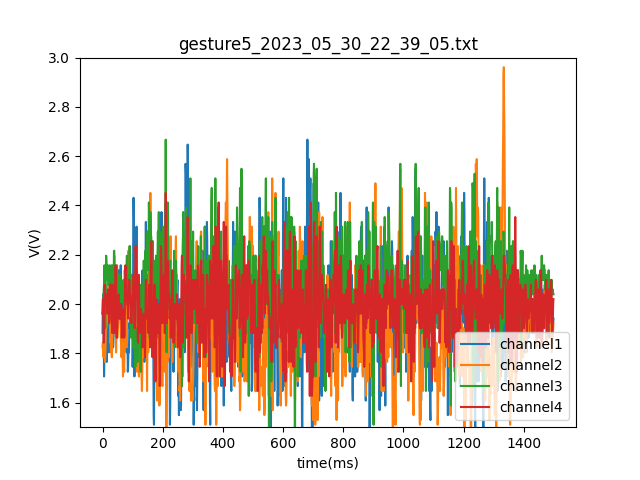 gesture5_2023_05_30_22_39_05.txt
V(V)
3.0
2.8
2.6
2.4
2.2
2.0
1.8
1.6
channel1
channel2
channel3
channel4
0 200 400 600 800 1000 1200 1400
time(ms)